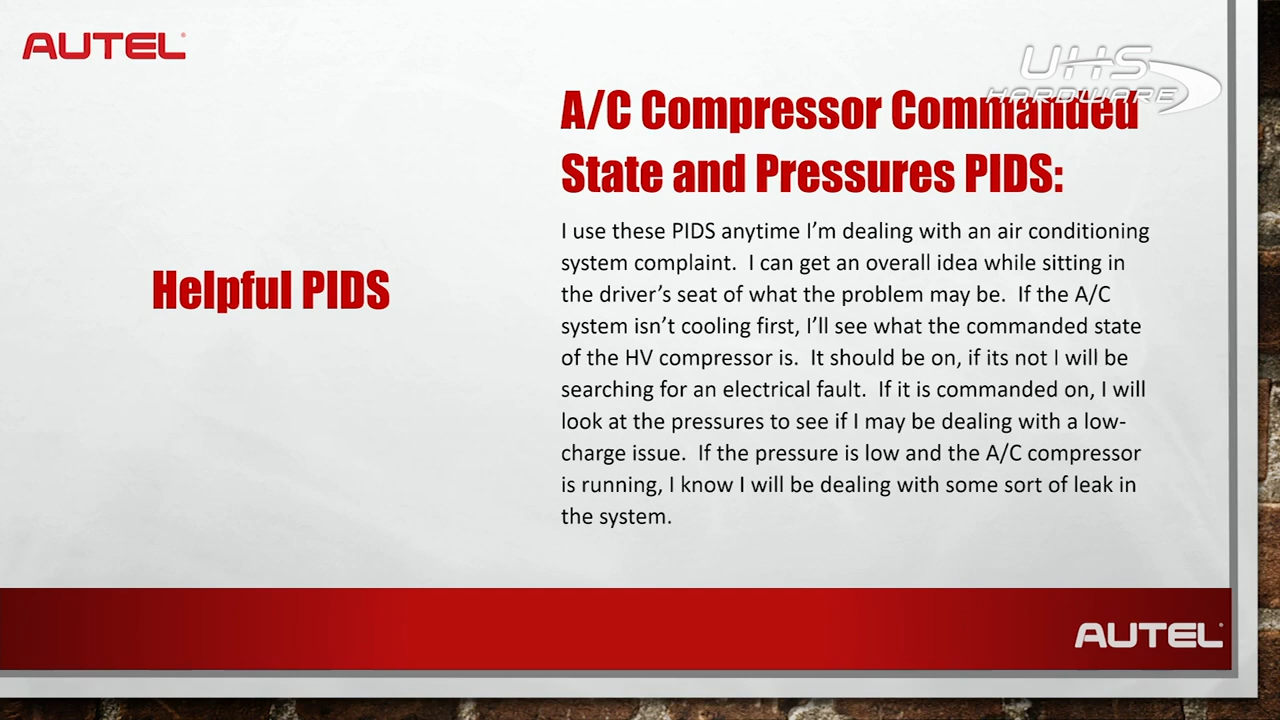 AUTEL
UHS
HARDWARE
A/C Compressor Commanded
State and Pressures PIDS:
Helpful PIDS
I use these PIDS anytime I’m dealing with an air conditioning
system complaint.  I can get an overall idea while sitting in
the driver’s seat of what the problem may be.  If the A/C
system isn’t cooling first, I’ll see what the commanded state
of the HV compressor is.  It should be on, if its not I will be
searching for an electrical fault.  If it is commanded on, I will
look at the pressures to see if I may be dealing with a low-
charge issue.  If the pressure is low and the A/C compressor
is running, I know I will be dealing with some sort of leak in
the system.
AUTEL